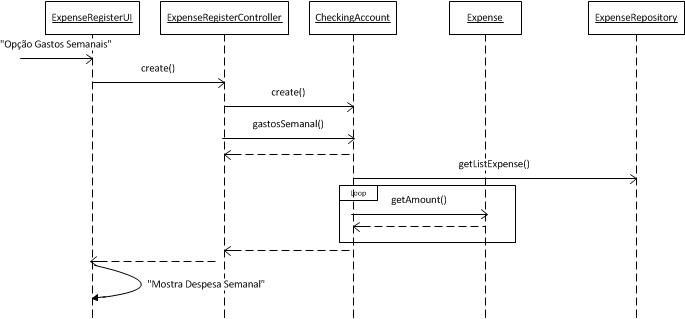 ExpenseRegisterUI
ExpenseRegisterController
CheckingAccount
Expense
ExpenseRepository
"Opção Gastos Semanais"
create()
create()
gastosSemanal()
getListExpense()
Loop
getAmount()
"Mostra Despesa Semanal"